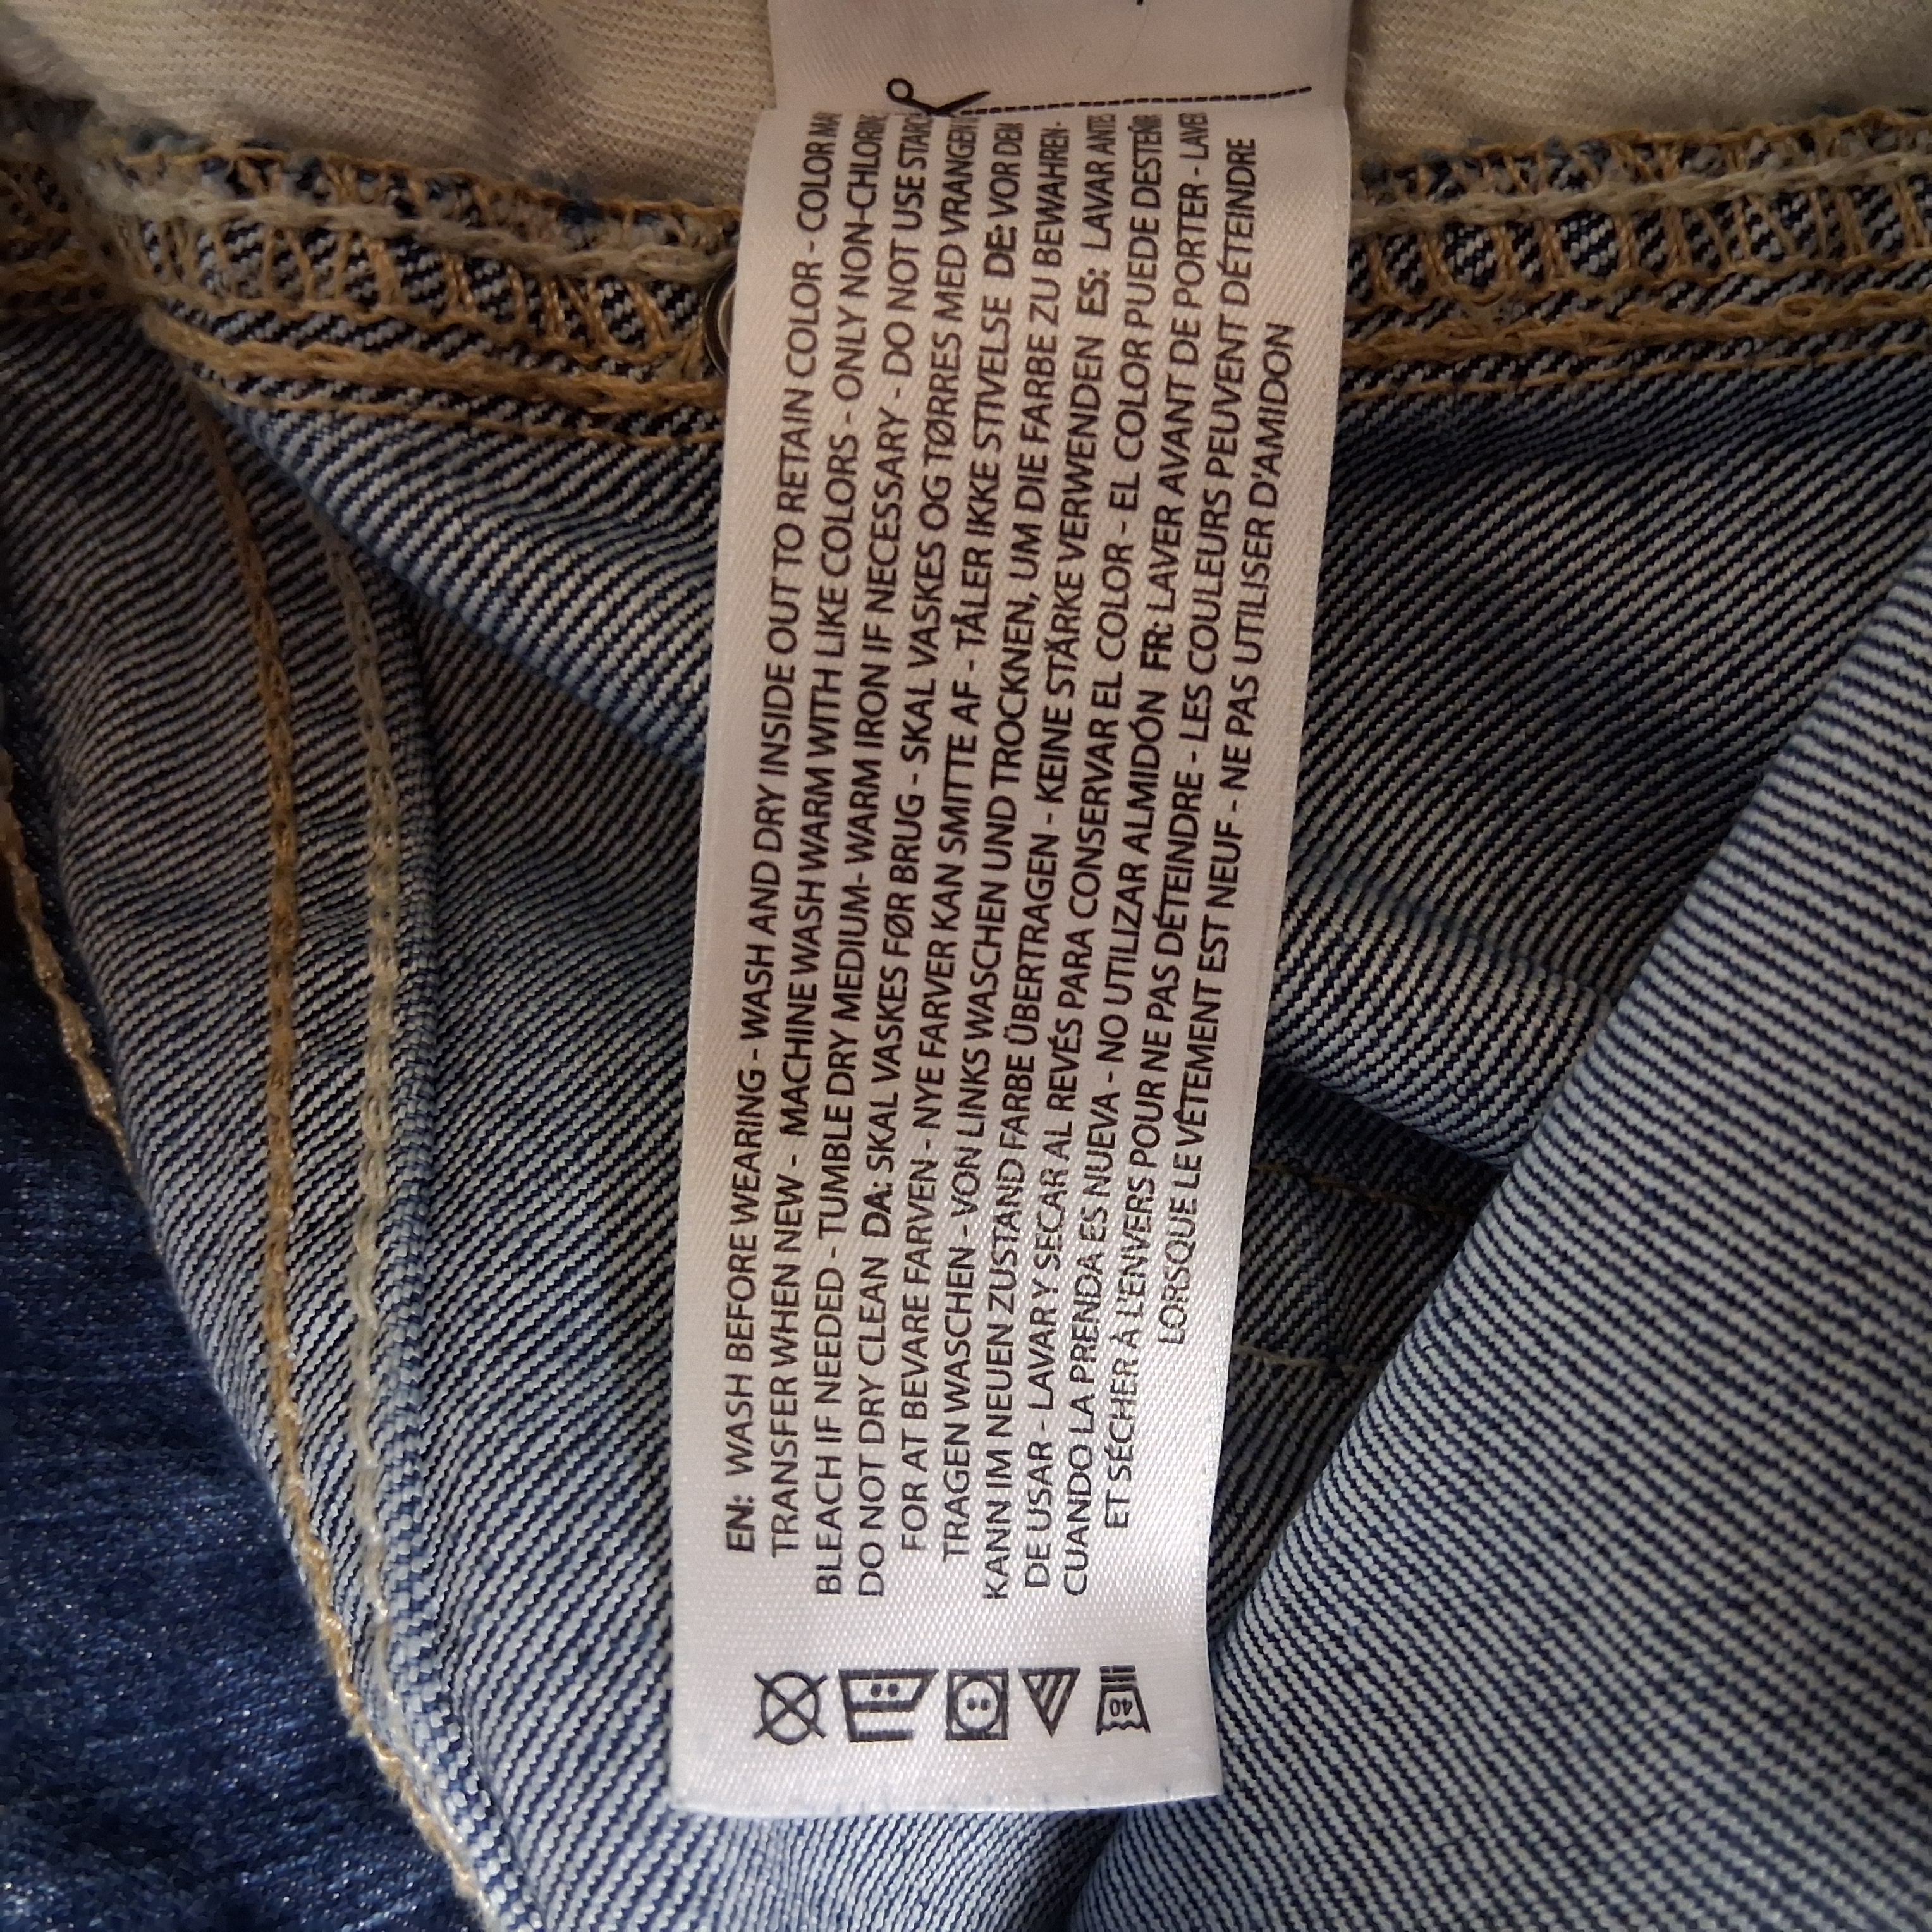 EN: WASH BEFORE WEARING - WASH AND DRY INSIDE OUT TO RETAIN COLOR - COLOR
TRANSFER WHEN NEW - MACHINE WASH WARM WITH LIKE COLORS - ONLY NON-CHLORINE
BLEACH IF NEEDED - TUMBLE DRY MEDIUM- WARM IRON IF NECESSARY - DO NOT USE
DO NOT DRY CLEAN DA: SKAL VASKES FØR BRUG - SKAL VASKES OG TØRRES MED
FOR AT BEVARE FARVEN - NYE FARVER KAN SMITTE AF - TÅLER IKKE STIVELSE DE: VOR DEM
TRAGEN WASCHEN - VON LINKS WASCHEN UND TROCKNEN, UM DIE FARBE ZU BEWAHREN-
KANN IM NEUEN ZUSTAND FARBE ÜBERTRAGEN - KEINE STÄRKE VERWENDEN ES: LAVAR ANTES
DE USAR - LAVAR Y SECAR AL REVÉS PARA CONSERVAR EL COLOR - EL COLOR PUEDE DESTEÑIR
CUANDO LA PRENDA ES NUEVA - NO UTILIZAR ALMIDÓN FR: LAVER AVANT DE PORTER - LAVER
ET SÉCHER À L'ENVERS POUR NE PAS DÉTEINDRE - LES COULEURS PEUVENT DÉTEINDRE
LORSQUE LE VÊTEMENT EST NEUF - NE PAS UTILISER D'AMIDON